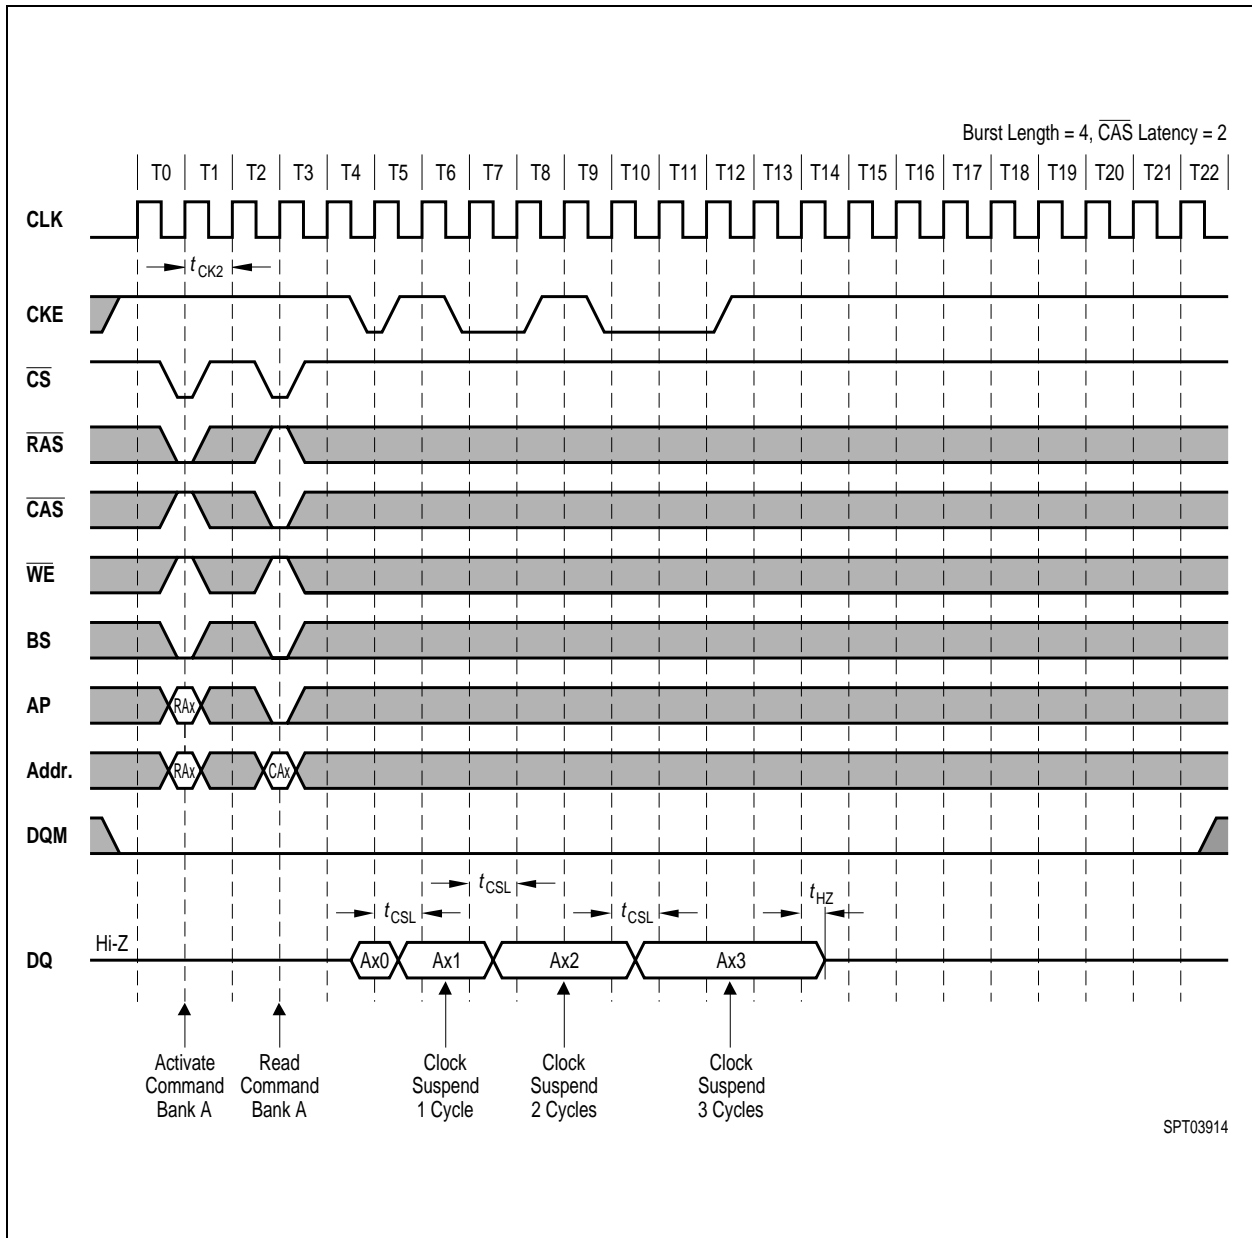 Burst Length = 4, CAS Latency = 2
T0 T1 T2 T3 T4 T5 T6 T7 T8 T9 T10 T11 T12 T13 T14 T15 T16 T17 T18 T19 T20 T21 T22
CLK
tCK2
CKE
CS
RAS
CAS
WE
BS
AP
RAx
Addr.
RAx CAx
DQM
tCSL
tCSL
tCSL
tHZ
Hi-Z
DQ
Ax0 Ax1 Ax2 Ax3
Activate
Command
Bank A
Read
Command
Bank A
Clock
Suspend
1 Cycle
Clock
Suspend
2 Cycles
Clock
Suspend
3 Cycles
SPT03914